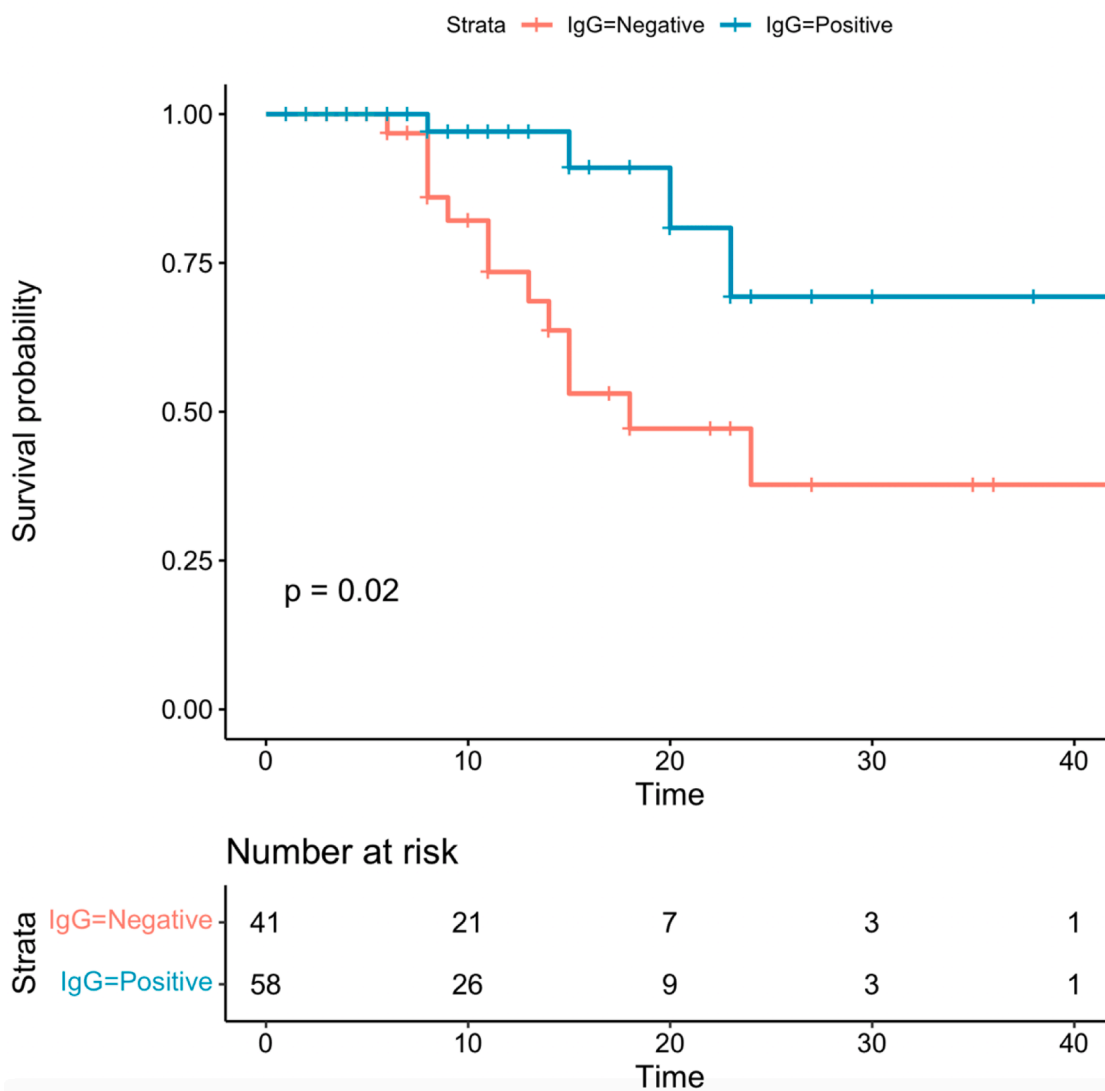 Strata IgG=Negative IgG=Positive
1.00
0.75
0.50
0.25
0.00
Survival probability
p = 0.02
0 10 20 30 40
Time
Number at risk
Strata
IgG=Negative 41 21 7 3 1
IgG=Positive 58 26 9 3 1
0 10 20 30 40
Time